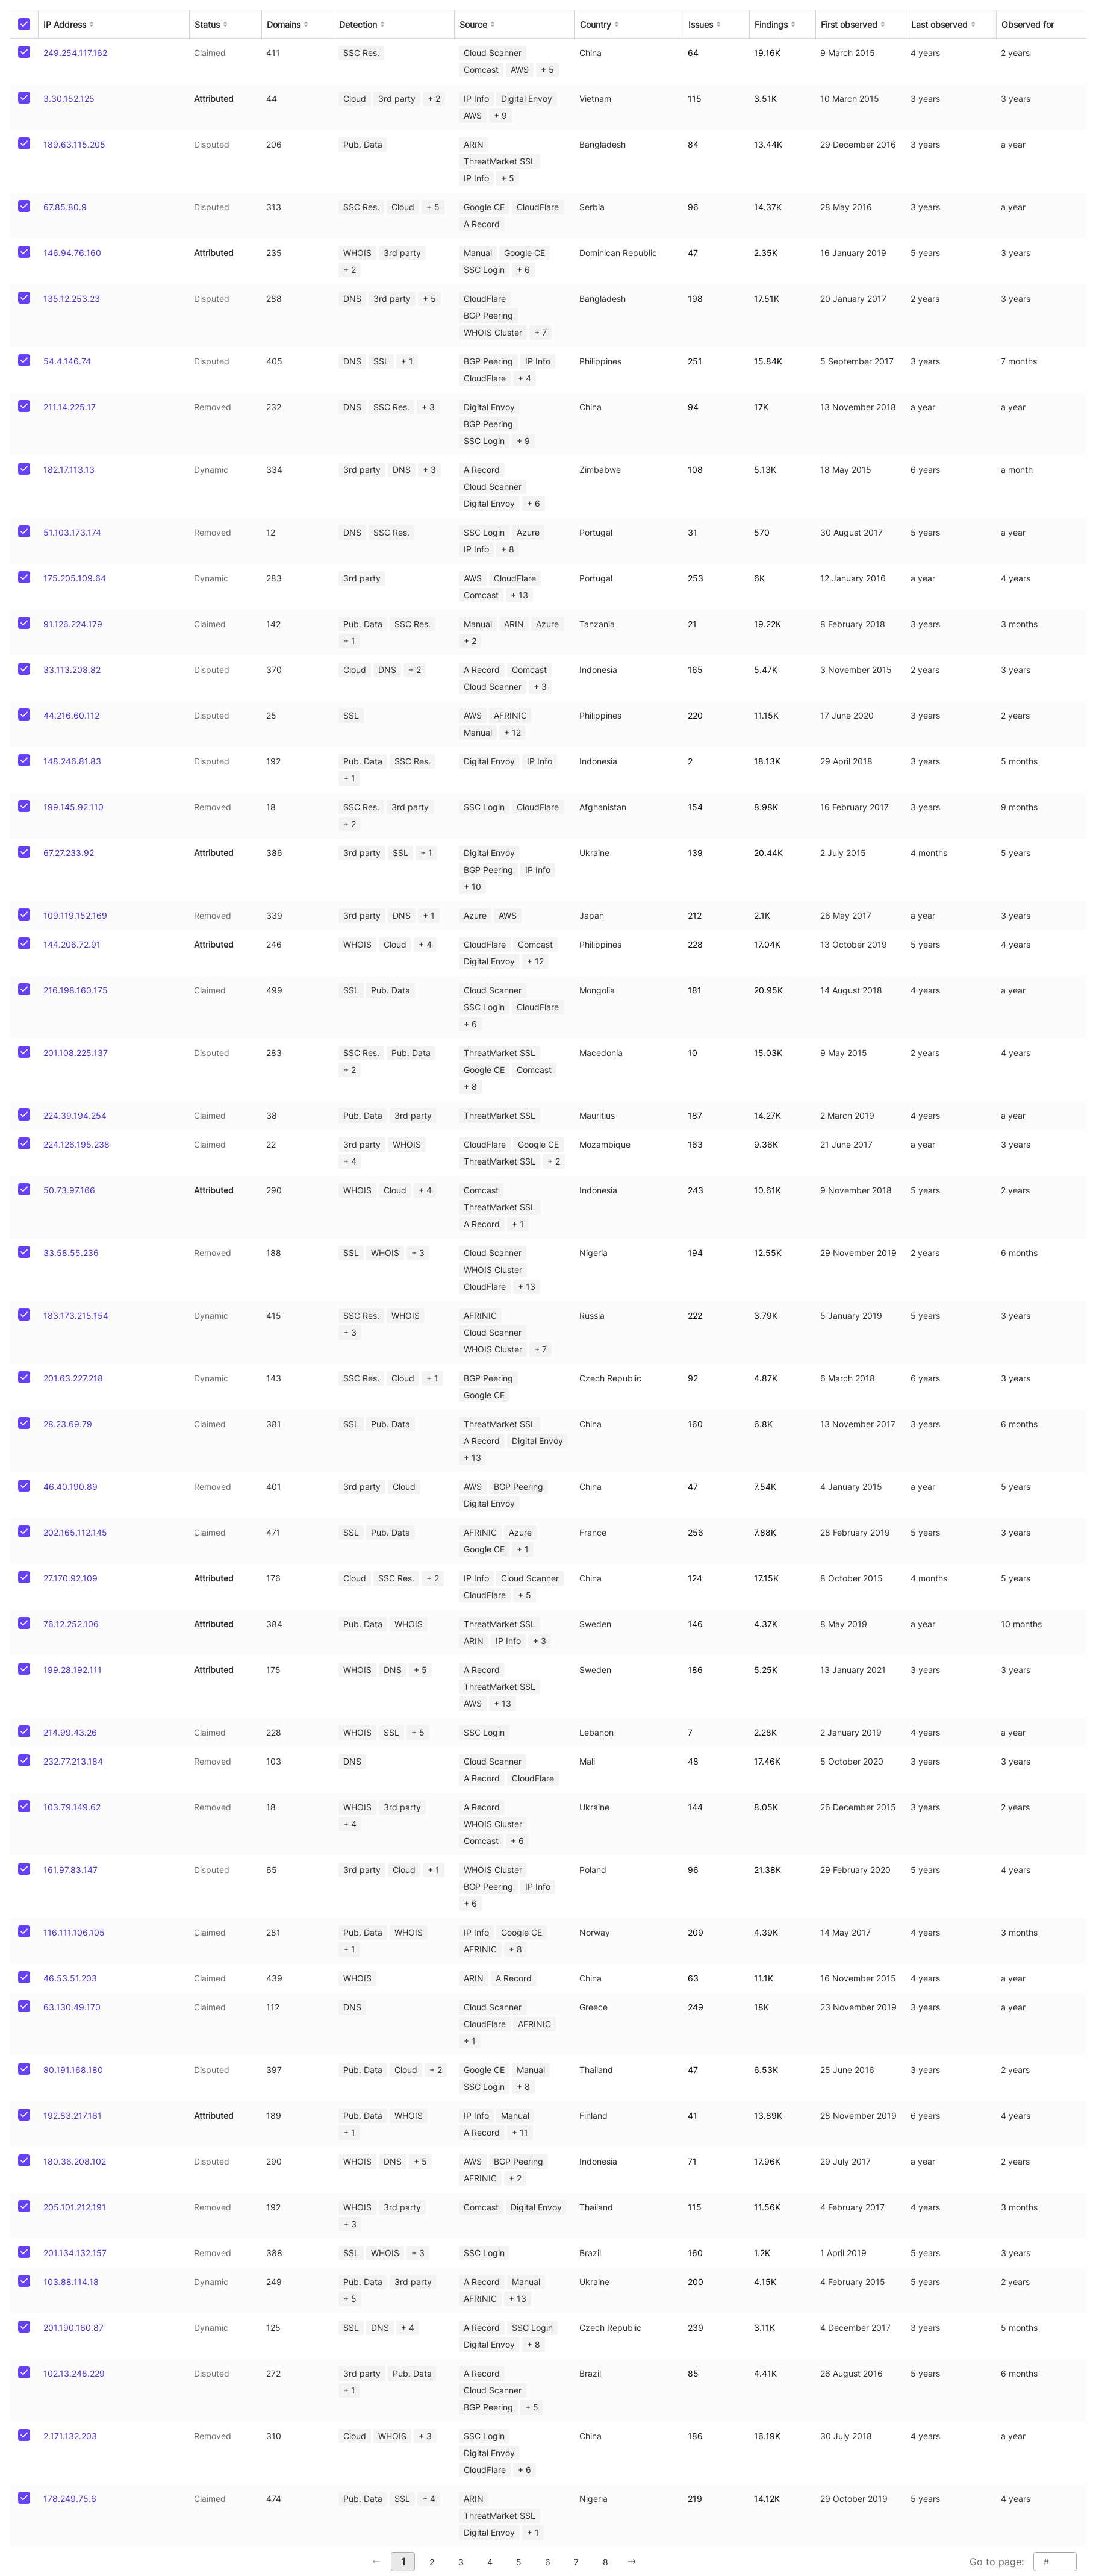 IP Address Status Domains Detection Source Country Issues Findings First observed Last observed Observed for
249.254.117.162 Claimed 411 SSC Res. Cloud Scanner China 64 19.16K 9 March 2015 4 years 2 years
Comcast AWS + 5
3.30.152.125 Attributed 44 Cloud 3rd party + 2 IP Info Digital Envoy Vietnam 115 3.51K 10 March 2015 3 years 3 years
AWS + 9
189.63.115.205 Disputed 206 Pub. Data ARIN Bangladesh 84 13.44K 29 December 2016 3 years a year
ThreatMarket SSL
IP Info + 5
67.85.80.9 Disputed 313 SSC Res. Cloud + 5 Google CE CloudFlare Serbia 96 14.37K 28 May 2016 3 years a year
A Record
146.94.76.160 Attributed 235 WHOIS 3rd party Manual Google CE Dominican Republic 47 2.35K 16 January 2019 5 years 3 years
+ 2 SSC Login + 6
135.12.253.23 Disputed 288 DNS 3rd party + 5 CloudFlare Bangladesh 198 17.51K 20 January 2017 2 years 3 years
BGP Peering
WHOIS Cluster + 7
54.4.146.74 Disputed 405 DNS SSL + 1 BGP Peering IP Info Philippines 251 15.84K 5 September 2017 3 years 7 months
CloudFlare + 4
211.14.225.17 Removed 232 DNS SSC Res. + 3 Digital Envoy China 94 17K 13 November 2018 a year a year
BGP Peering
SSC Login + 9
182.17.113.13 Dynamic 334 3rd party DNS + 3 A Record Zimbabwe 108 5.13K 18 May 2015 6 years a month
Cloud Scanner
Digital Envoy + 6
51.103.173.174 Removed 12 DNS SSC Res. SSC Login Azure Portugal 31 570 30 August 2017 5 years a year
IP Info + 8
175.205.109.64 Dynamic 283 3rd party AWS CloudFlare Portugal 253 6K 12 January 2016 a year 4 years
Comcast + 13
91.126.224.179 Claimed 142 Pub. Data SSC Res. Manual ARIN Azure Tanzania 21 19.22K 8 February 2018 3 years 3 months
+ 1 + 2
33.113.208.82 Disputed 370 Cloud DNS + 2 A Record Comcast Indonesia 165 5.47K 3 November 2015 2 years 3 years
Cloud Scanner + 3
44.216.60.112 Disputed 25 SSL AWS AFRINIC Philippines 220 11.15K 17 June 2020 3 years 2 years
Manual + 12
148.246.81.83 Disputed 192 Pub. Data SSC Res. Digital Envoy IP Info Indonesia 2 18.13K 29 April 2018 3 years 5 months
+ 1
199.145.92.110 Removed 18 SSC Res. 3rd party SSC Login CloudFlare Afghanistan 154 8.98K 16 February 2017 3 years 9 months
+ 2
67.27.233.92 Attributed 386 3rd party SSL + 1 Digital Envoy Ukraine 139 20.44K 2 July 2015 4 months 5 years
BGP Peering IP Info
+ 10
109.119.152.169 Removed 339 3rd party DNS + 1 Azure AWS Japan 212 2.1K 26 May 2017 a year 3 years
144.206.72.91 Attributed 246 WHOIS Cloud + 4 CloudFlare Comcast Philippines 228 17.04K 13 October 2019 5 years 4 years
Digital Envoy + 12
216.198.160.175 Claimed 499 SSL Pub. Data Cloud Scanner Mongolia 181 20.95K 14 August 2018 4 years a year
SSC Login CloudFlare
+ 6
201.108.225.137 Disputed 283 SSC Res. Pub. Data ThreatMarket SSL Macedonia 10 15.03K 9 May 2015 2 years 4 years
+ 2 Google CE Comcast
+ 8
224.39.194.254 Claimed 38 Pub. Data 3rd party ThreatMarket SSL Mauritius 187 14.27K 2 March 2019 4 years a year
224.126.195.238 Claimed 22 3rd party WHOIS CloudFlare Google CE Mozambique 163 9.36K 21 June 2017 a year 3 years
+ 4 ThreatMarket SSL + 2
50.73.97.166 Attributed 290 WHOIS Cloud + 4 Comcast Indonesia 243 10.61K 9 November 2018 5 years 2 years
ThreatMarket SSL
A Record + 1
33.58.55.236 Removed 188 SSL WHOIS + 3 Cloud Scanner Nigeria 194 12.55K 29 November 2019 2 years 6 months
WHOIS Cluster
CloudFlare + 13
183.173.215.154 Dynamic 415 SSC Res. WHOIS AFRINIC Russia 222 3.79K 5 January 2019 5 years 3 years
+ 3 Cloud Scanner
WHOIS Cluster + 7
201.63.227.218 Dynamic 143 SSC Res. Cloud + 1 BGP Peering Czech Republic 92 4.87K 6 March 2018 6 years 3 years
Google CE
28.23.69.79 Claimed 381 SSL Pub. Data ThreatMarket SSL China 160 6.8K 13 November 2017 3 years 6 months
A Record Digital Envoy
+ 13
46.40.190.89 Removed 401 3rd party Cloud AWS BGP Peering China 47 7.54K 4 January 2015 a year 5 years
Digital Envoy
202.165.112.145 Claimed 471 SSL Pub. Data AFRINIC Azure France 256 7.88K 28 February 2019 5 years 3 years
Google CE + 1
27.170.92.109 Attributed 176 Cloud SSC Res. + 2 IP Info Cloud Scanner China 124 17.15K 8 October 2015 4 months 5 years
CloudFlare + 5
76.12.252.106 Attributed 384 Pub. Data WHOIS ThreatMarket SSL Sweden 146 4.37K 8 May 2019 a year 10 months
ARIN IP Info + 3
199.28.192.111 Attributed 175 WHOIS DNS + 5 A Record Sweden 186 5.25K 13 January 2021 3 years 3 years
ThreatMarket SSL
AWS + 13
214.99.43.26 Claimed 228 WHOIS SSL + 5 SSC Login Lebanon 7 2.28K 2 January 2019 4 years a year
232.77.213.184 Removed 103 DNS Cloud Scanner Mali 48 17.46K 5 October 2020 3 years 3 years
A Record CloudFlare
103.79.149.62 Removed 18 WHOIS 3rd party A Record Ukraine 144 8.05K 26 December 2015 3 years 2 years
+ 4 WHOIS Cluster
Comcast + 6
161.97.83.147 Disputed 65 3rd party Cloud + 1 WHOIS Cluster Poland 96 21.38K 29 February 2020 5 years 4 years
BGP Peering IP Info
+ 6
116.111.106.105 Claimed 281 Pub. Data WHOIS IP Info Google CE Norway 209 4.39K 14 May 2017 4 years 3 months
+ 1 AFRINIC + 8
46.53.51.203 Claimed 439 WHOIS ARIN A Record China 63 11.1K 16 November 2015 4 years a year
63.130.49.170 Claimed 112 DNS Cloud Scanner Greece 249 18K 23 November 2019 3 years a year
CloudFlare AFRINIC
+ 1
80.191.168.180 Disputed 397 Pub. Data Cloud + 2 Google CE Manual Thailand 47 6.53K 25 June 2016 3 years 2 years
SSC Login + 8
192.83.217.161 Attributed 189 Pub. Data WHOIS IP Info Manual Finland 41 13.89K 28 November 2019 6 years 4 years
+ 1 A Record + 11
180.36.208.102 Disputed 290 WHOIS DNS + 5 AWS BGP Peering Indonesia 71 17.96K 29 July 2017 a year 2 years
AFRINIC + 2
205.101.212.191 Removed 192 WHOIS 3rd party Comcast Digital Envoy Thailand 115 11.56K 4 February 2017 4 years 3 months
+ 3
201.134.132.157 Removed 388 SSL WHOIS + 3 SSC Login Brazil 160 1.2K 1 April 2019 5 years 3 years
103.88.114.18 Dynamic 249 Pub. Data 3rd party A Record Manual Ukraine 200 4.15K 4 February 2015 5 years 2 years
+ 5 AFRINIC + 13
201.190.160.87 Dynamic 125 SSL DNS + 4 A Record SSC Login Czech Republic 239 3.11K 4 December 2017 3 years 5 months
Digital Envoy + 8
102.13.248.229 Disputed 272 3rd party Pub. Data A Record Brazil 85 4.41K 26 August 2016 5 years 6 months
+ 1 Cloud Scanner
BGP Peering + 5
2.171.132.203 Removed 310 Cloud WHOIS + 3 SSC Login China 186 16.19K 30 July 2018 4 years a year
Digital Envoy
CloudFlare + 6
178.249.75.6 Claimed 474 Pub. Data SSL + 4 ARIN Nigeria 219 14.12K 29 October 2019 5 years 4 years
ThreatMarket SSL
Digital Envoy + 1
← 1 2 3 4 5 6 7 8 → Go to page: #